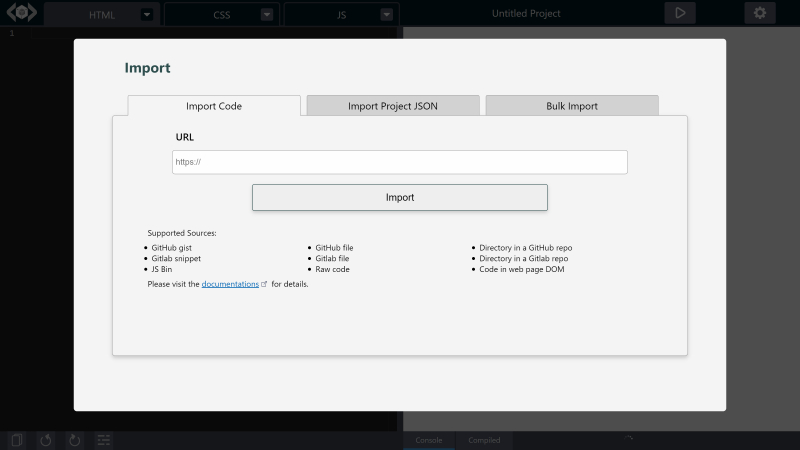 HTML
CSS
JS
Untitled Project
1
Import
Import Code
Import Project JSON
Bulk Import
URL
https://
Import
Supported Sources:
GitHub gist
GitHub file
Directory in a GitHub repo
Gitlab snippet
Gitlab file
Directory in a Gitlab repo
JS Bin
Raw code
Code in web page DOM
Please visit the documentations for details.
Console
Compiled